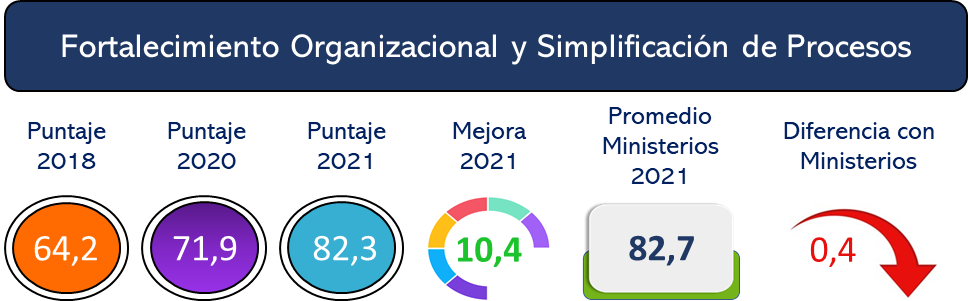 Fortalecimiento Organizacional y Simplificación de Procesos
Puntaje
2018
Puntaje
2020
Puntaje
2021
Mejora
2021
Promedio
Ministerios
2021
Diferencia con
Ministerios
64,2
71,9
82,3
10,4
82,7
0,4